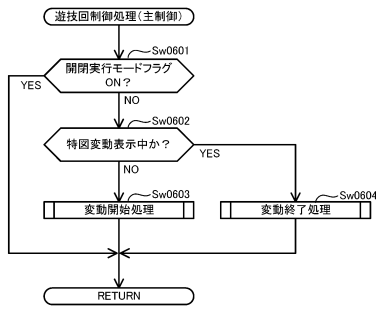 遊技回制御処理（主制御）
Sw0601
開閉実行モードフラグ
ON？
YES
NO
Sw0602
特図変動表示中か？
YES
NO
Sw0603
変動開始処理
Sw0604
変動終了処理
RETURN